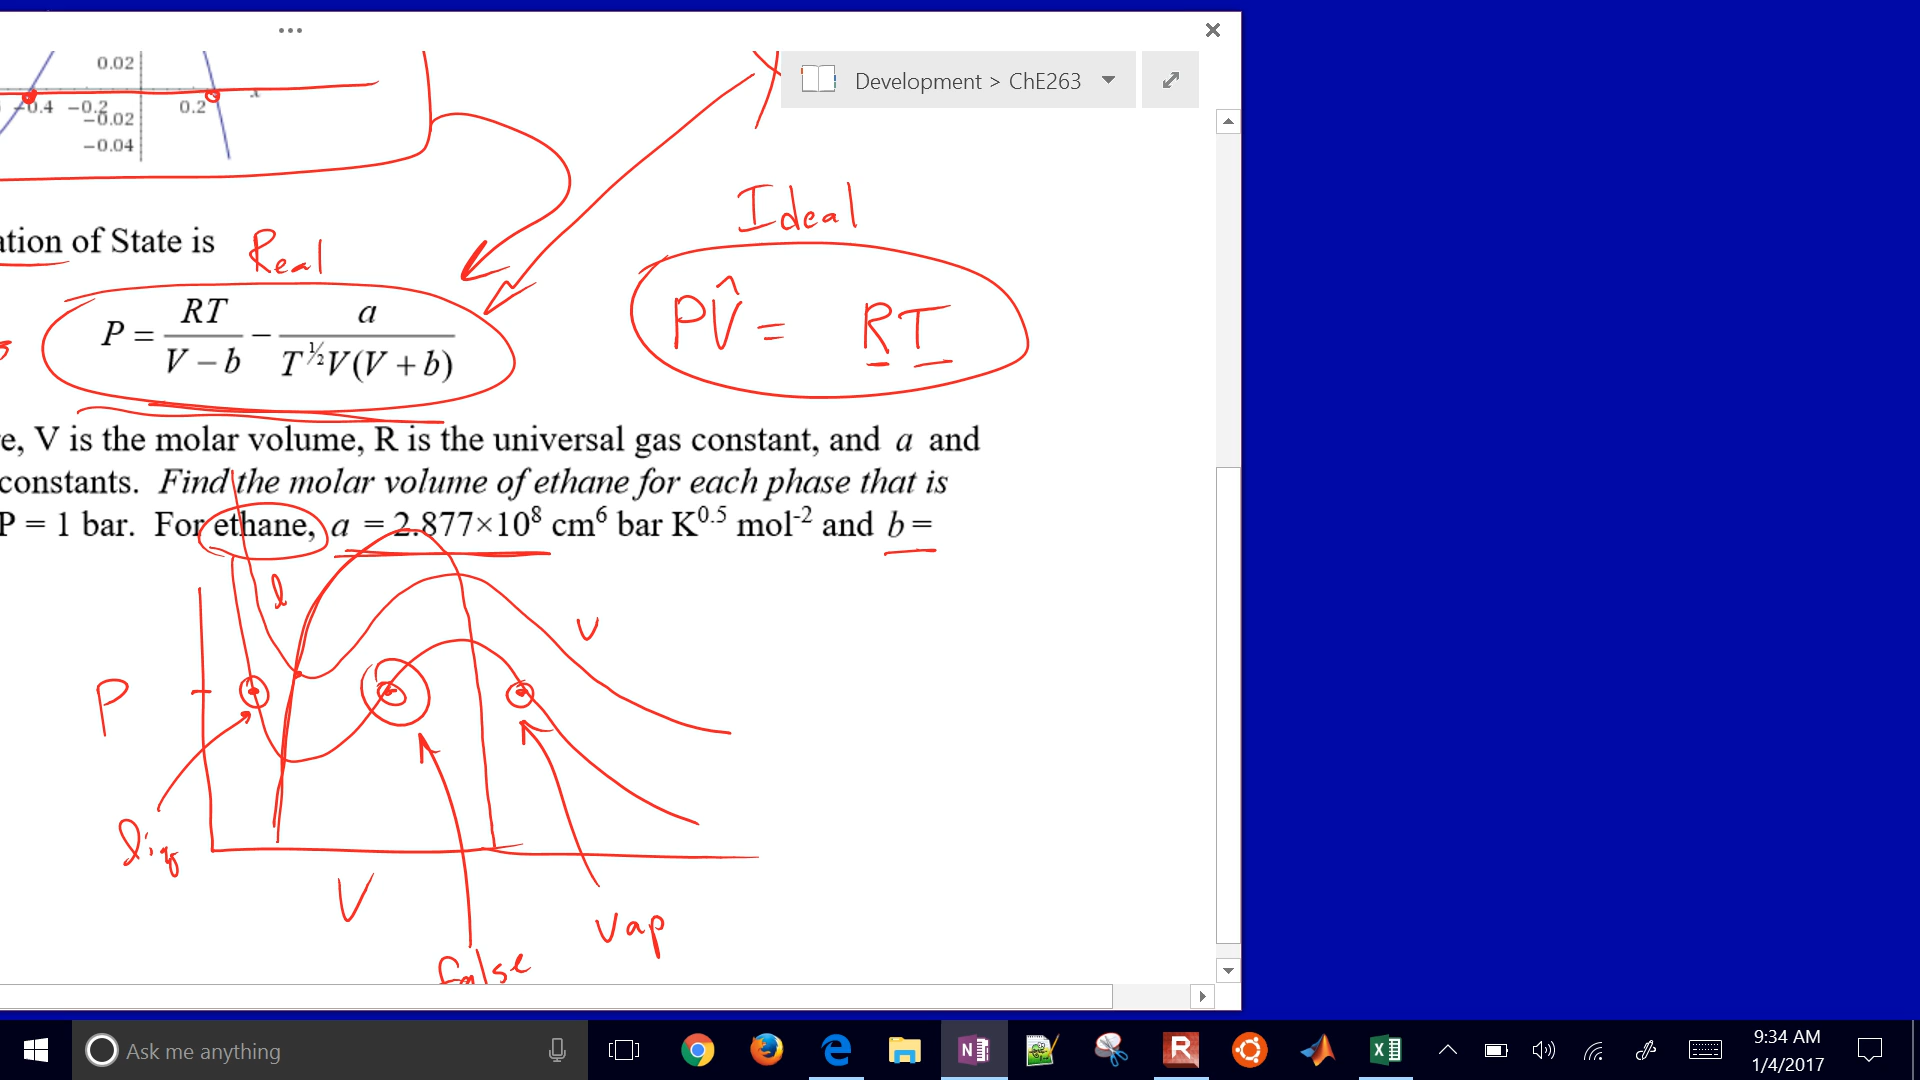 Development > ChE263
0.02
-0.4 -0.2 0.2 x
-0.02
-0.04
Ideal
ation of State is Real
P = RT / V − b − a / T^½ V(V + b)
PV̂ = RT
e, V is the molar volume, R is the universal gas constant, and a and
constants. Find the molar volume of ethane for each phase that is
P = 1 bar. For ethane, a = 2.877×10⁸ cm⁶ bar K⁰·⁵ mol⁻² and b =
l
V
P
Liq
V
Vap
false
Ask me anything
9:34 AM
1/4/2017